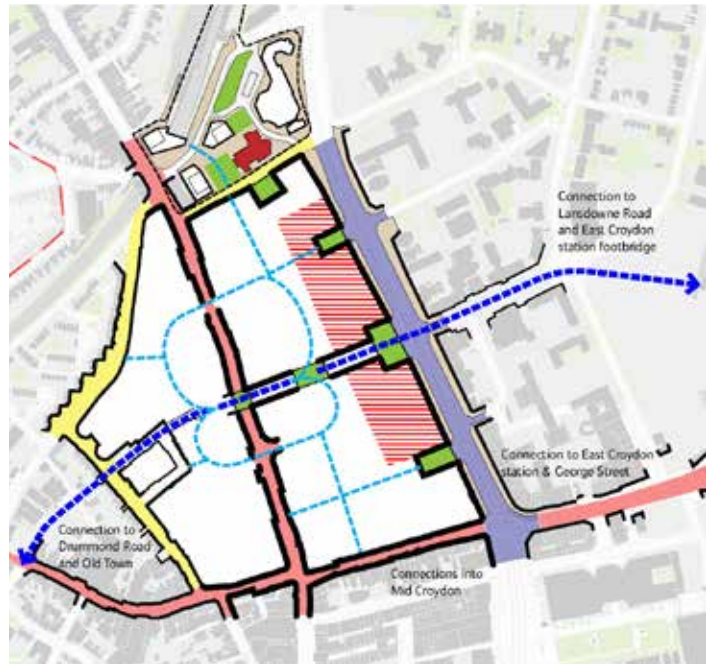 Connection to
Lansdowne Road
and East Croydon
station footbridge
Connection to East Croydon
station & George Street
Connection to
Drummond Road
and Old Town
Connections into
Mid Croydon